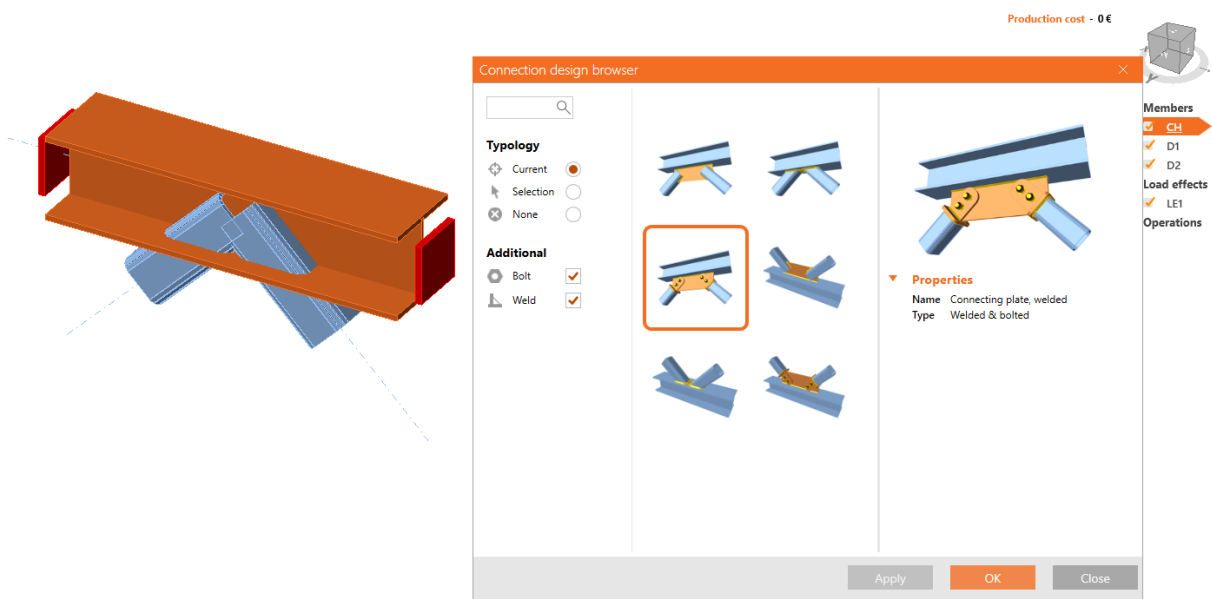 Production cost - 0 €
Connection design browser
Typology
Current
Selection
None
Additional
Bolt
Weld
Properties
Name Connecting plate, welded
Type Welded & bolted
Apply
OK
Close
Members
CH
D1
D2
Load effects
LE1
Operations